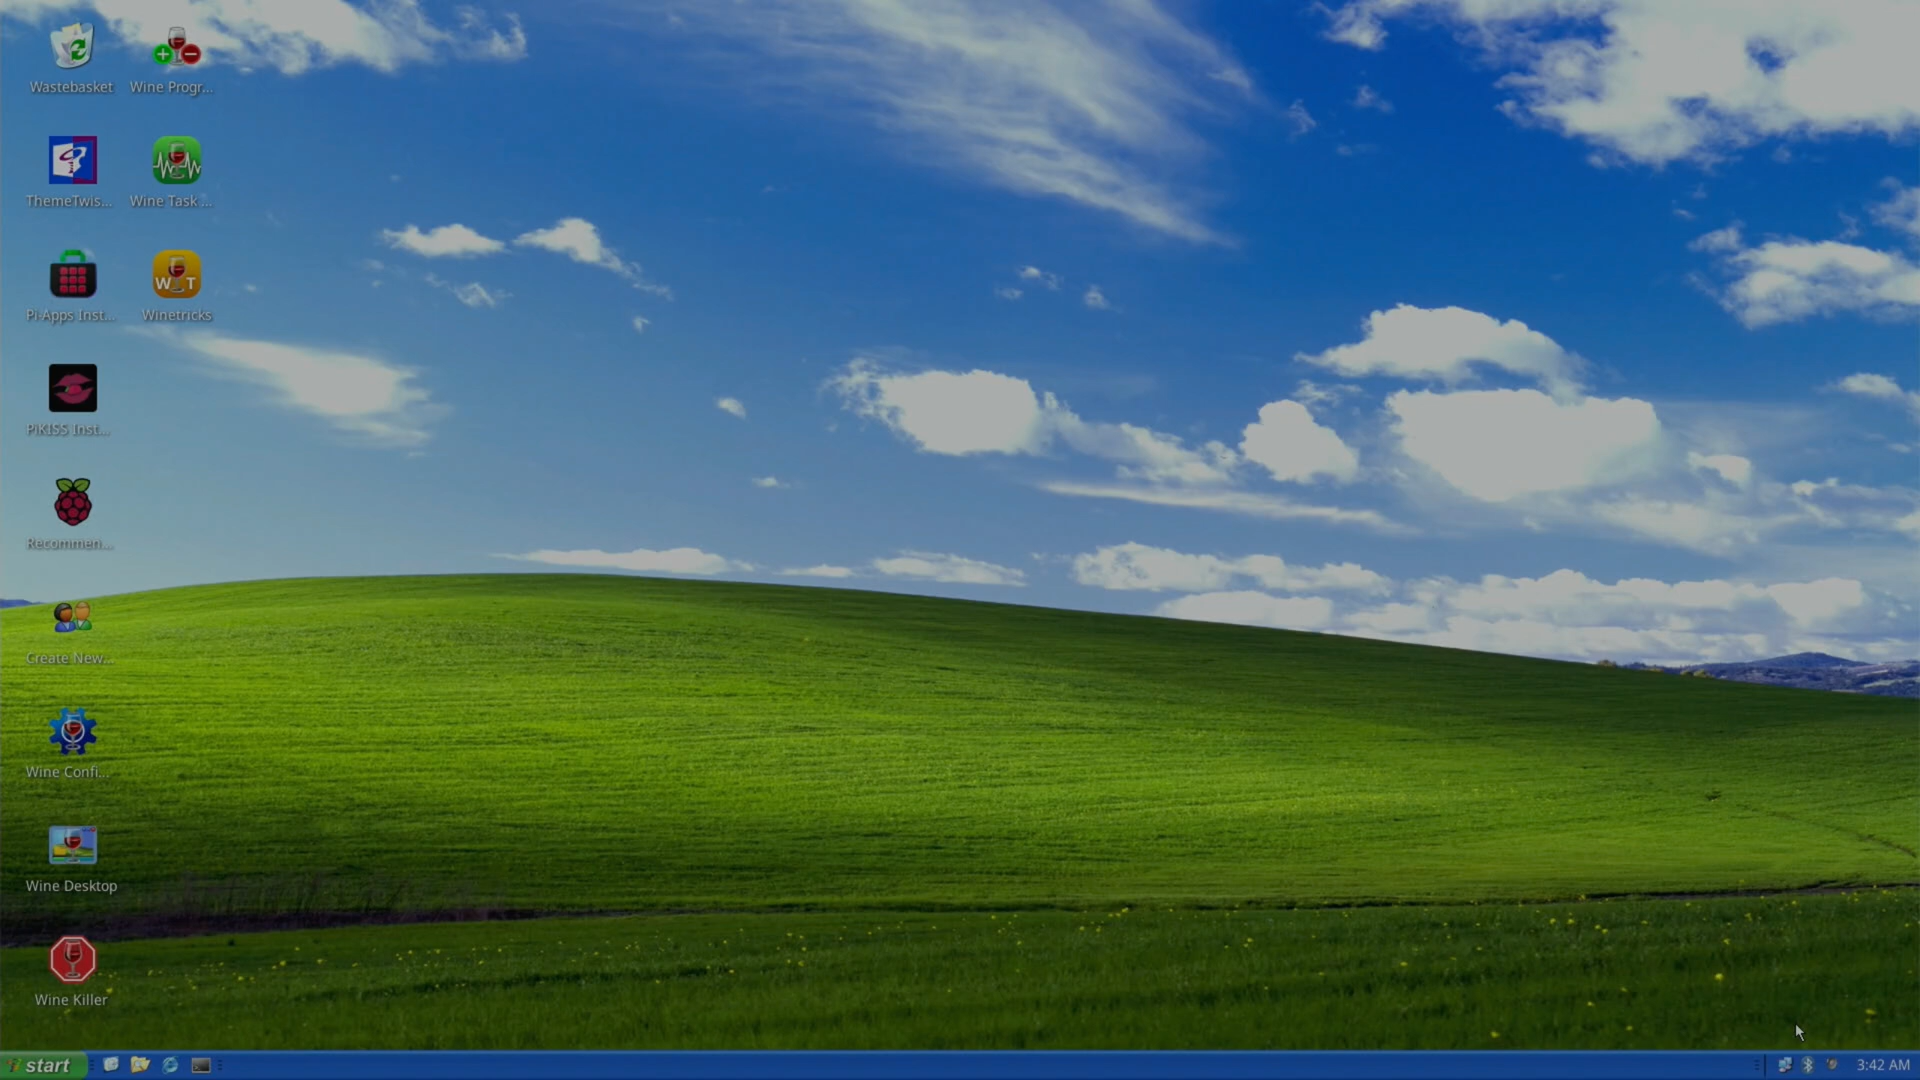 Wastebasket
Wine Progr...
ThemeTwis...
Wine Task ...
Pi-Apps Inst...
W T
Winetricks
PiKISS Inst...
Recommen...
Create New...
Wine Confi...
Wine Desktop
Wine Killer
start
3:42 AM